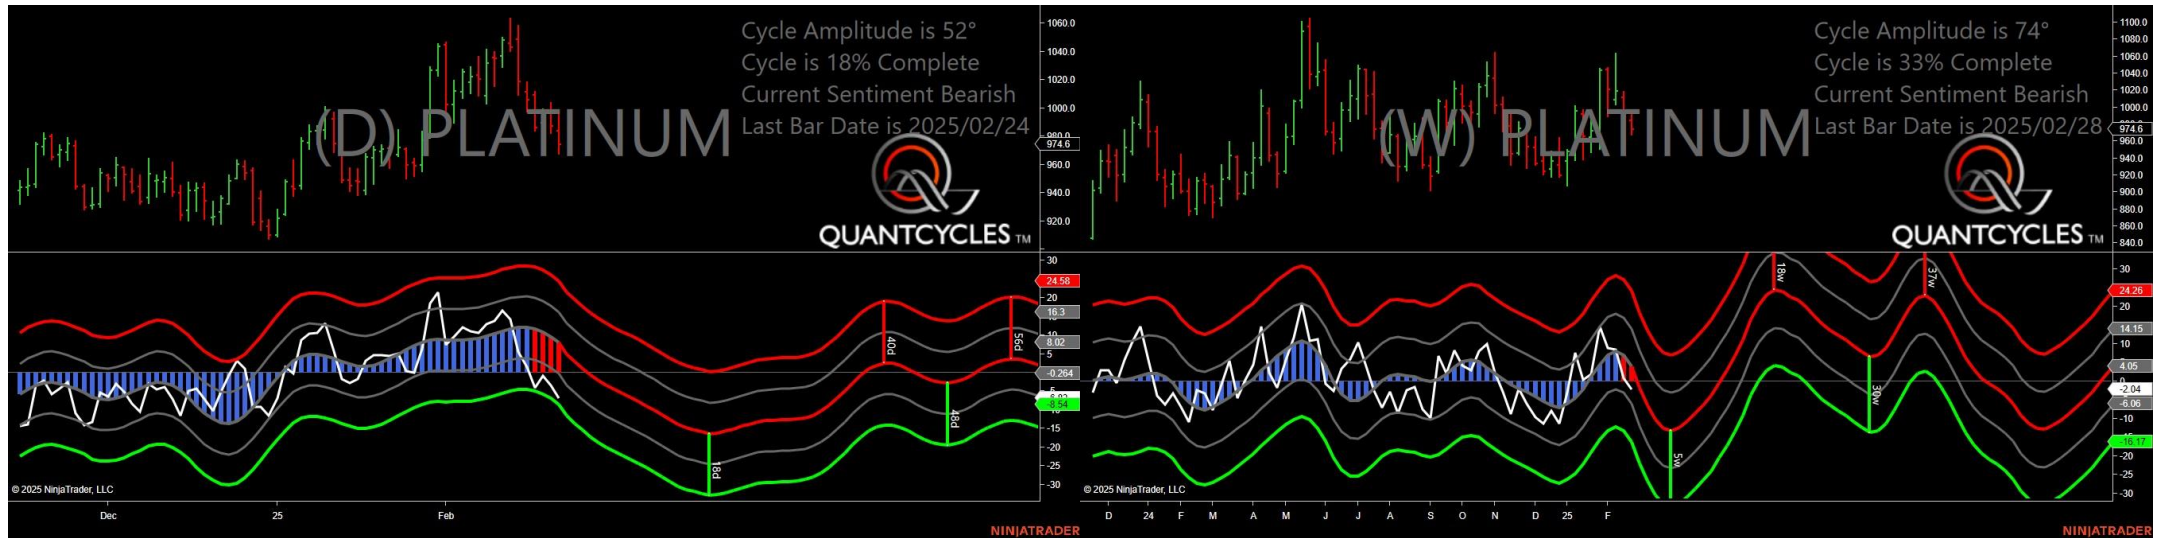 Cycle Amplitude is 52°
Cycle is 18% Complete
Current Sentiment Bearish
Last Bar Date is 2025/02/24
(D) PLATINUM
QUANTCYCLES TM
1060.0
1040.0
1020.0
1000.0
980.0
974.6
960.0
940.0
920.0
30
24.58
20
16.3
10
8.02
5
-0.264
-8.54
-15
-20
-25
-30
40d
56d
48d
18d
© 2025 NinjaTrader, LLC
Dec
25
Feb
NINJATRADER
Cycle Amplitude is 74°
Cycle is 33% Complete
Current Sentiment Bearish
Last Bar Date is 2025/02/28
(W) PLATINUM
QUANTCYCLES TM
1100.0
1080.0
1060.0
1040.0
1020.0
1000.0
974.6
960.0
940.0
920.0
900.0
880.0
860.0
840.0
18w
37w
30w
5w
30
24.26
20
14.15
4.05
-2.04
-6.06
-10
-16.17
-20
-25
-30
© 2025 NinjaTrader, LLC
D
24
F
M
A
M
J
J
A
S
O
N
D
25
F
NINJATRADER